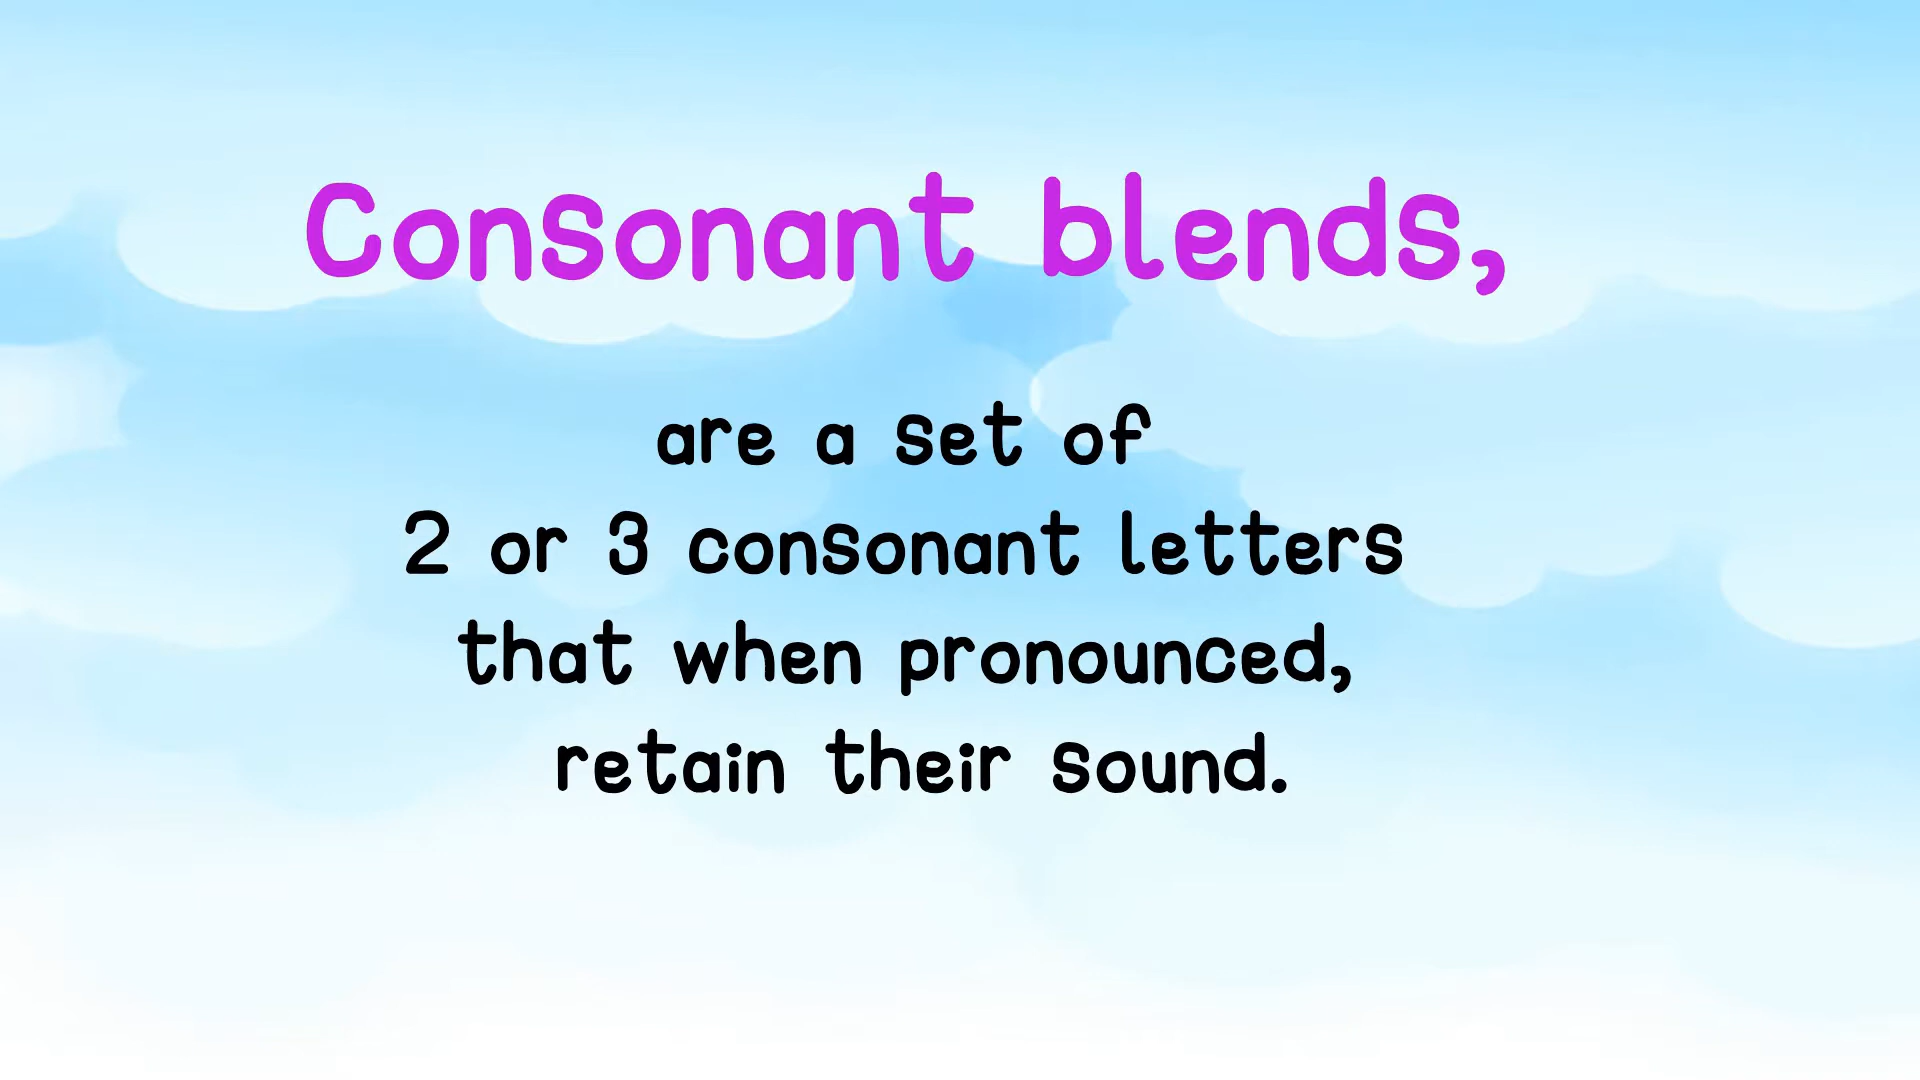 Consonant blends,
are a set of
2 or 3 consonant letters
that when pronounced,
retain their sound.